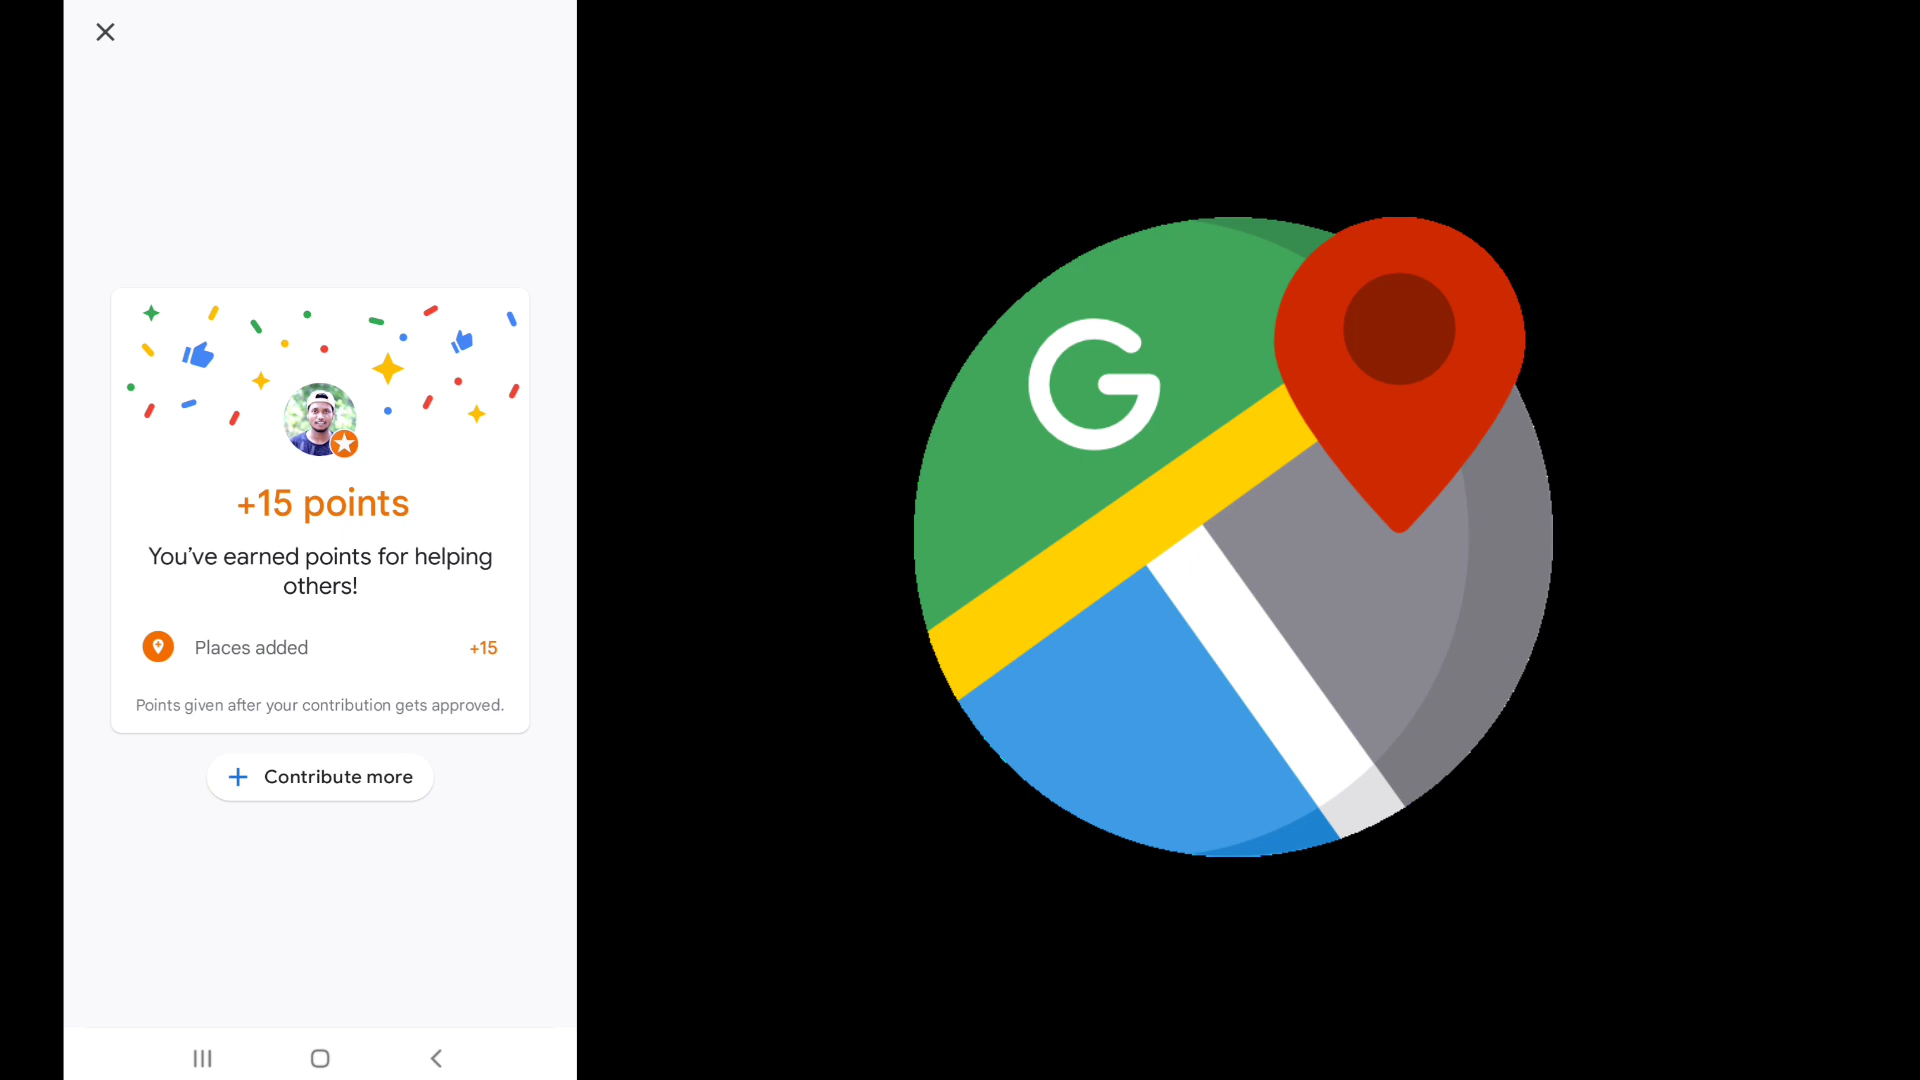 +15 points
You’ve earned points for helping
others!
Places added +15
Points given after your contribution gets approved.
+ Contribute more
G